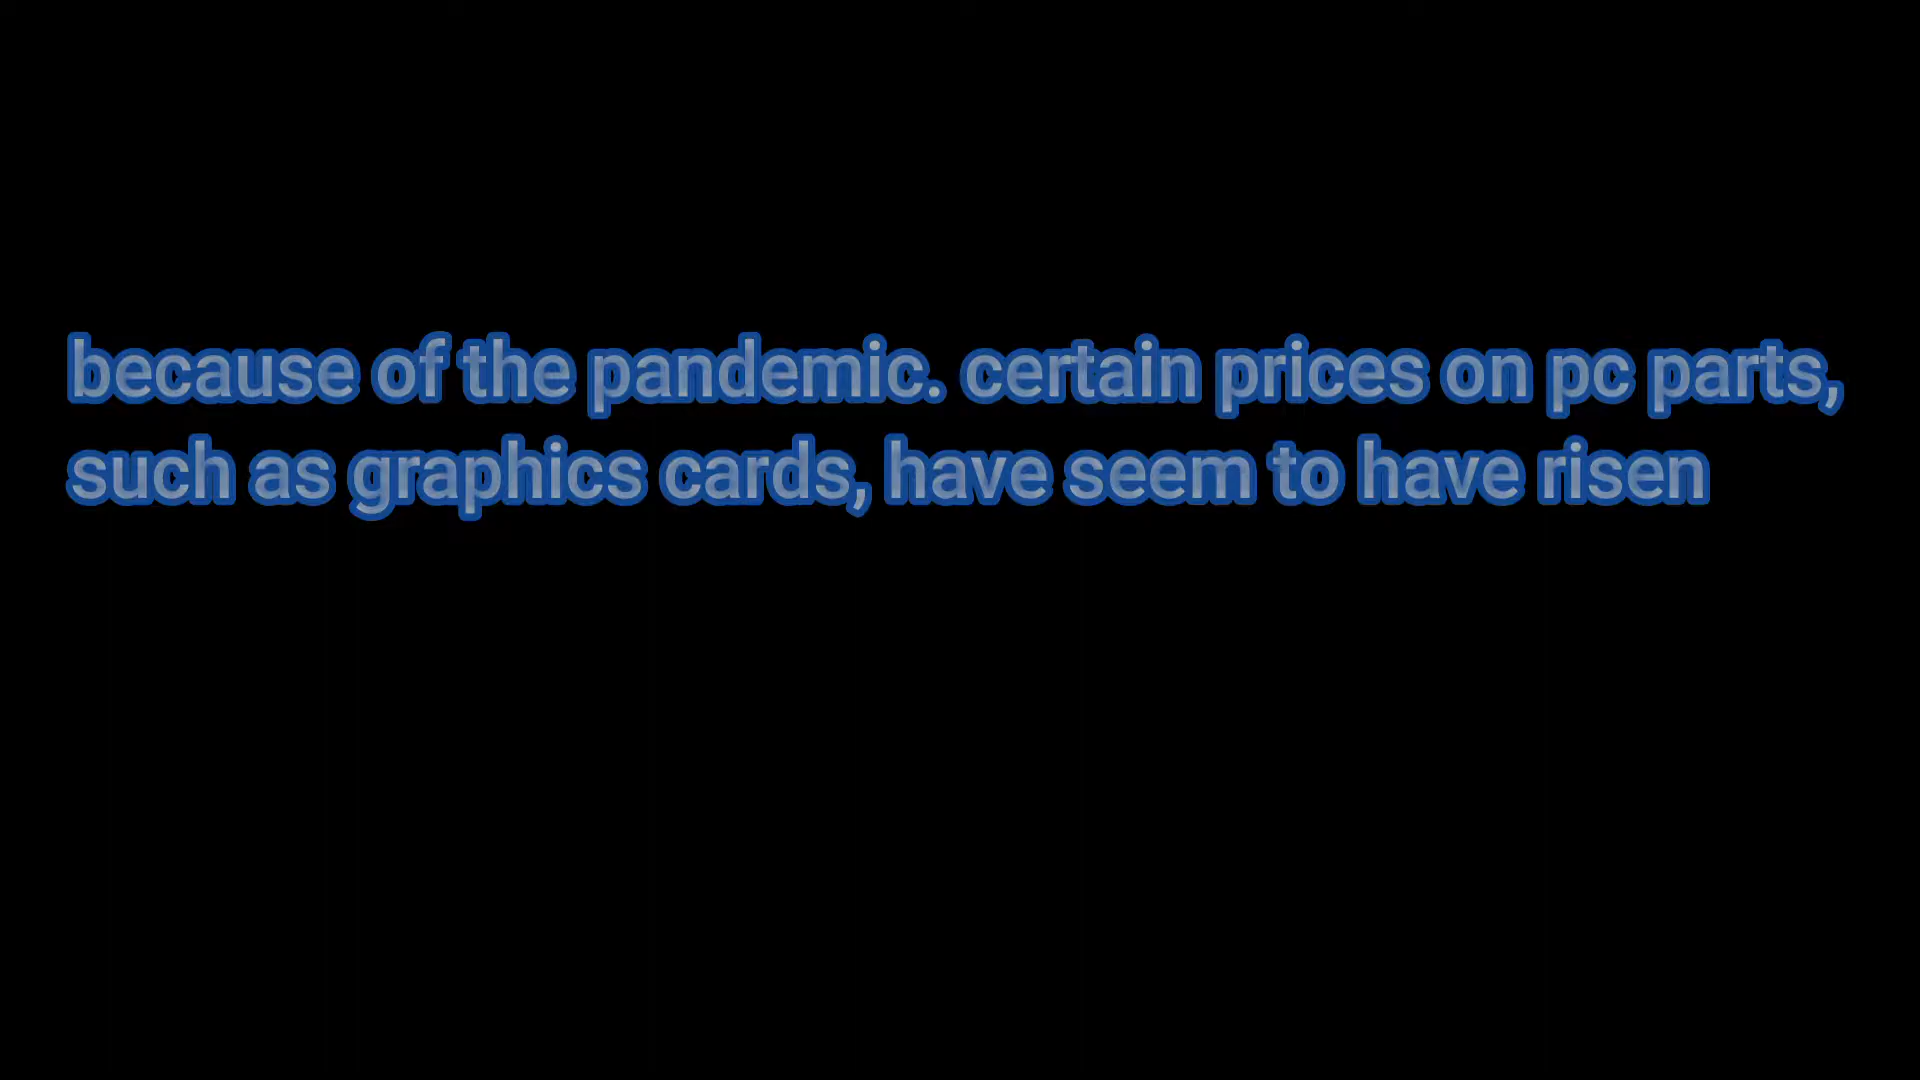 because of the pandemic. certain prices on pc parts,
such as graphics cards, have seem to have risen